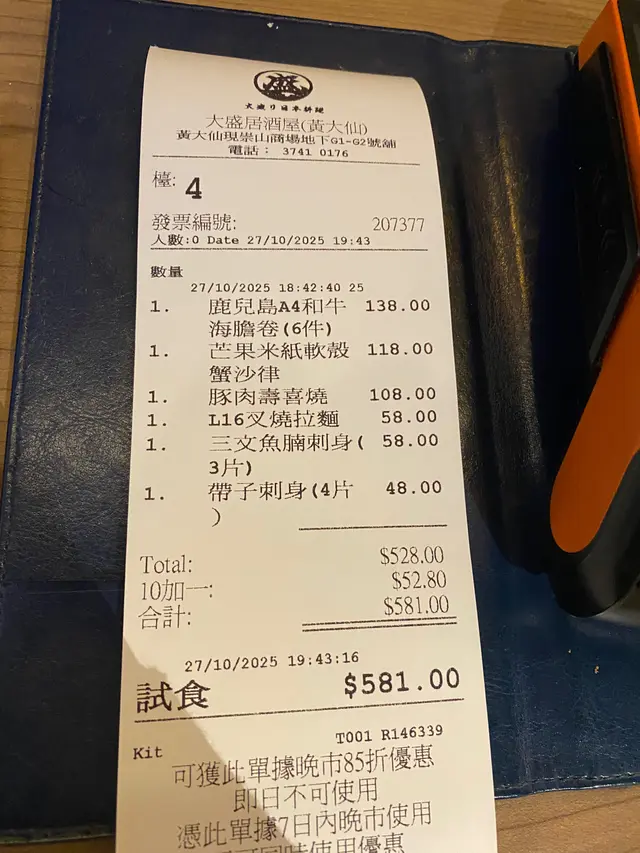 盛
大盛り日本料理
大盛居酒屋(黃大仙)
黃大仙現崇山商場地下G1-G2號舖
電話： 3741 0176
檯: 4
發票編號: 207377
人數:0 Date 27/10/2025 19:43
數量
27/10/2025 18:42:40 25
1. 鹿兒島A4和牛 138.00
海膽卷(6件)
1. 芒果米紙軟殼 118.00
蟹沙律
1. 豚肉壽喜燒 108.00
1. L16叉燒拉麵 58.00
1. 三文魚腩刺身( 58.00
3片)
1. 帶子刺身(4片 48.00
)
Total: $528.00
10加一: $52.80
合計: $581.00
27/10/2025 19:43:16
試食 $581.00
T001 R146339
Kit
可獲此單據晚市85折優惠
即日不可使用
憑此單據7日內晚市使用
同時使用優惠